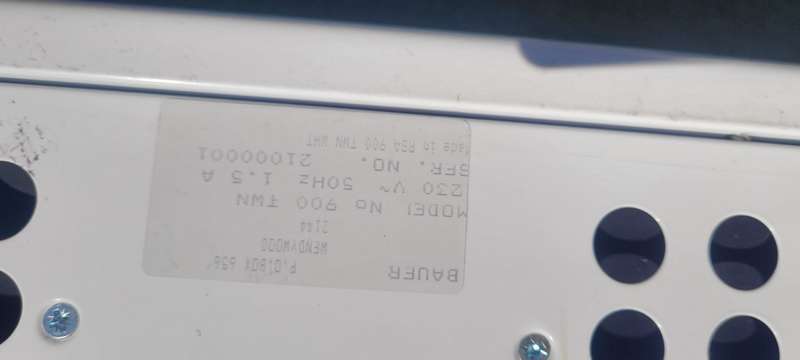 BAUER
P.O.BOX 656
WENDYWOOD
2144
MODEL No 900 TWN
230 V~ 50Hz 1.5 A
SER. NO. 21000001
Made in RSA 900 TWN WHT